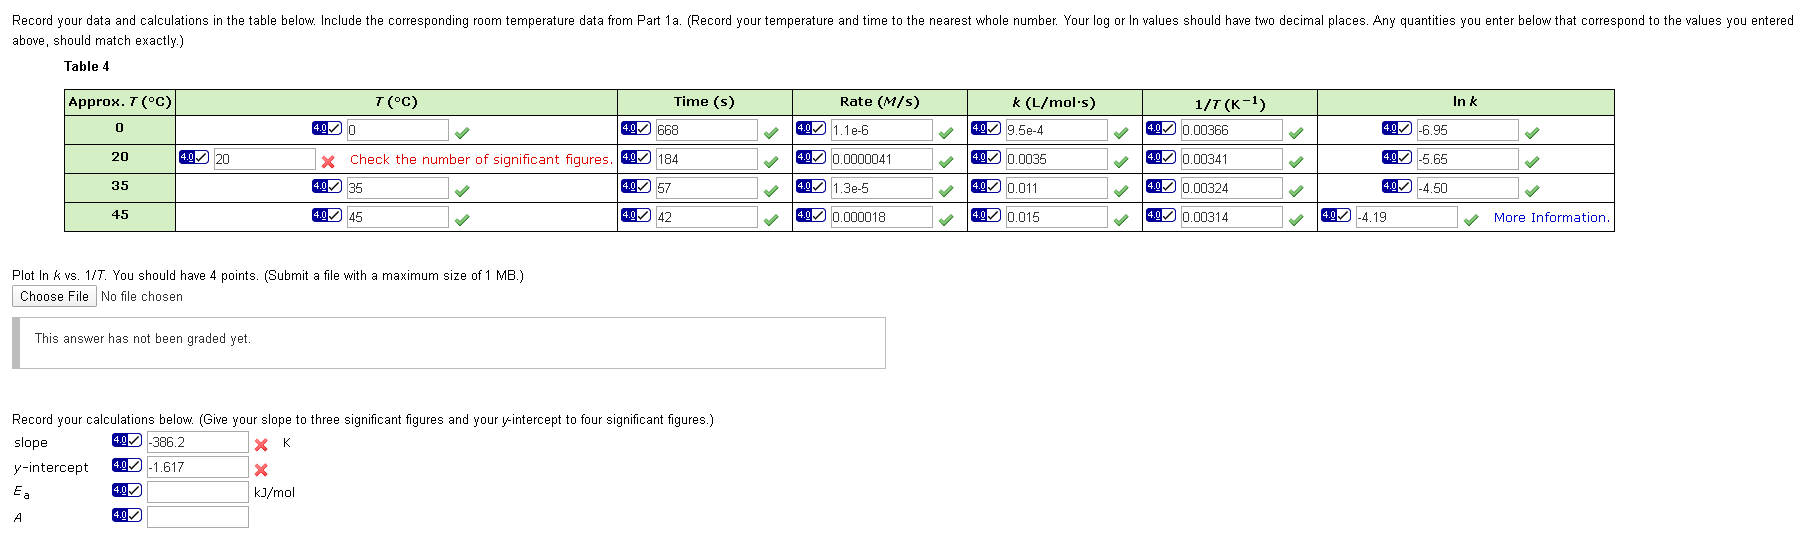 Record your data and calculations in the table below. Include the corresponding room temperature data from Part 1a. (Record your temperature and time to the nearest whole number. Your log or ln values should have two decimal places. Any quantities you enter below that correspond to the values you entered
above, should match exactly.)
Table 4
Approx. T (°C) T (°C) Time (s) Rate (M/s) k (L/mol·s) 1/T (K−1) ln k
0 4.0 0 4.0 668 4.0 1.1e-6 4.0 9.5e-4 4.0 0.00366 4.0 -6.95
20 4.0 20 Check the number of significant figures. 4.0 184 4.0 0.0000041 4.0 0.0035 4.0 0.00341 4.0 -5.65
35 4.0 35 4.0 57 4.0 1.3e-5 4.0 0.011 4.0 0.00324 4.0 -4.50
45 4.0 45 4.0 42 4.0 0.000018 4.0 0.015 4.0 0.00314 4.0 -4.19 More Information.
Plot ln k vs. 1/T. You should have 4 points. (Submit a file with a maximum size of 1 MB.)
Choose File No file chosen
This answer has not been graded yet.
Record your calculations below. (Give your slope to three significant figures and your y-intercept to four significant figures.)
slope 4.0 -386.2 K
y-intercept 4.0 -1.617
Ea 4.0 kJ/mol
A 4.0